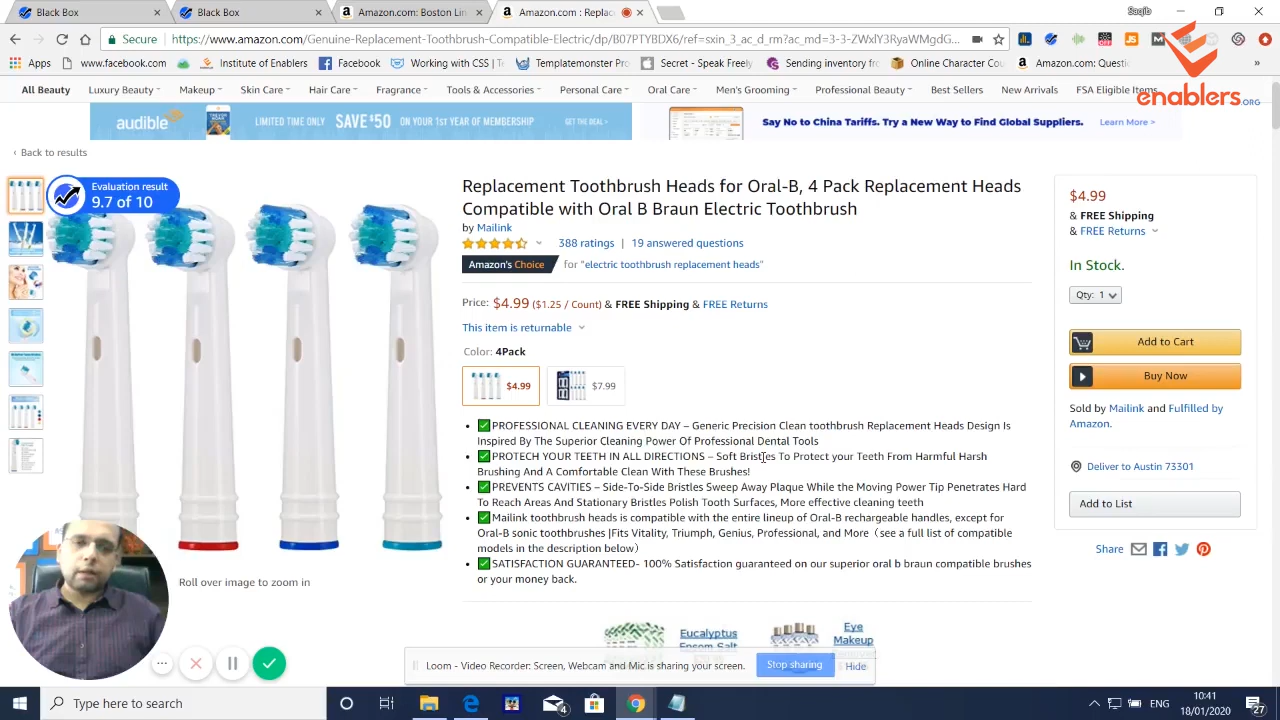 Black Box
Black Box
Amazon.com: Boston Lin
Amazon.com : Replac
Saqib
Secure
https://www.amazon.com/Genuine-Replacement-Toothbrush-Compatible-Electric/dp/B07PTYBDX6/ref=sxin_3_ac_d_rm?ac_md=3-3-ZWxlY3RyaWMgdG...
Apps
www.facebook.com
Institute of Enablers
Facebook
Working with CSS | T
Templatemonster Pro
Secret - Speak Freely
Sending inventory fro
Amazon Global Cour
Amazon.com: Questio
»
enablers.ORG
All Beauty
Luxury Beauty
Makeup
Skin Care
Hair Care
Fragrance
Tools & Accessories
Personal Care
Oral Care
Men's Grooming
Professional Beauty
Best Sellers
New Arrivals
FSA Eligible Items
audible
LIMITED TIME ONLY SAVE $50 ON YOUR 1ST YEAR OF MEMBERSHIP
GET THE DEAL>
Say No to China Tariffs. Try a New Way to Find Global Suppliers.
Learn More >
‹ Back to results
Evaluation result
9.7 of 10
Replacement Toothbrush Heads for Oral-B, 4 Pack Replacement Heads
Compatible with Oral B Braun Electric Toothbrush
by Mailink
388 ratings | 19 answered questions
Amazon's Choice for "electric toothbrush replacement heads"
Price: $4.99 ($1.25 / Count) & FREE Shipping & FREE Returns
This item is returnable
Color: 4Pack
$4.99
$7.99
• ✅PROFESSIONAL CLEANING EVERY DAY – Generic Precision Clean toothbrush Replacement Heads Design Is
Inspired By The Superior Cleaning Power Of Professional Dental Tools
• ✅PROTECH YOUR TEETH IN ALL DIRECTIONS – Soft Bristles To Protect your Teeth From Harmful Harsh
Brushing And A Comfortable Clean With These Brushes!
• ✅PREVENTS CAVITIES – Side-To-Side Bristles Sweep Away Plaque While the Moving Power Tip Penetrates Hard
To Reach Areas And Stationary Bristles Polish Tooth Surfaces, More effective cleaning teeth
• ✅Mailink toothbrush heads is compatible with the entire lineup of Oral-B rechargeable handles, except for
Oral-B sonic toothbrushes |Fits Vitality, Triumph, Genius, Professional, and More（see a full list of compatible
models in the description below）
• ✅SATISFACTION GUARANTEED- 100% Satisfaction guaranteed on our superior oral b braun compatible brushes
or your money back.
Roll over image to zoom in
$4.99
& FREE Shipping
& FREE Returns
In Stock.
Qty: 1
Add to Cart
Buy Now
Sold by Mailink and Fulfilled by
Amazon.
Deliver to Austin 73301
Add to List
Share
Eucalyptus
Epsom Salt
Eye
Makeup
Loom - Video Recorder: Screen, Webcam and Mic is sharing your screen.
Stop sharing
Hide
Type here to search
4
ENG
10:41
18/01/2020
27